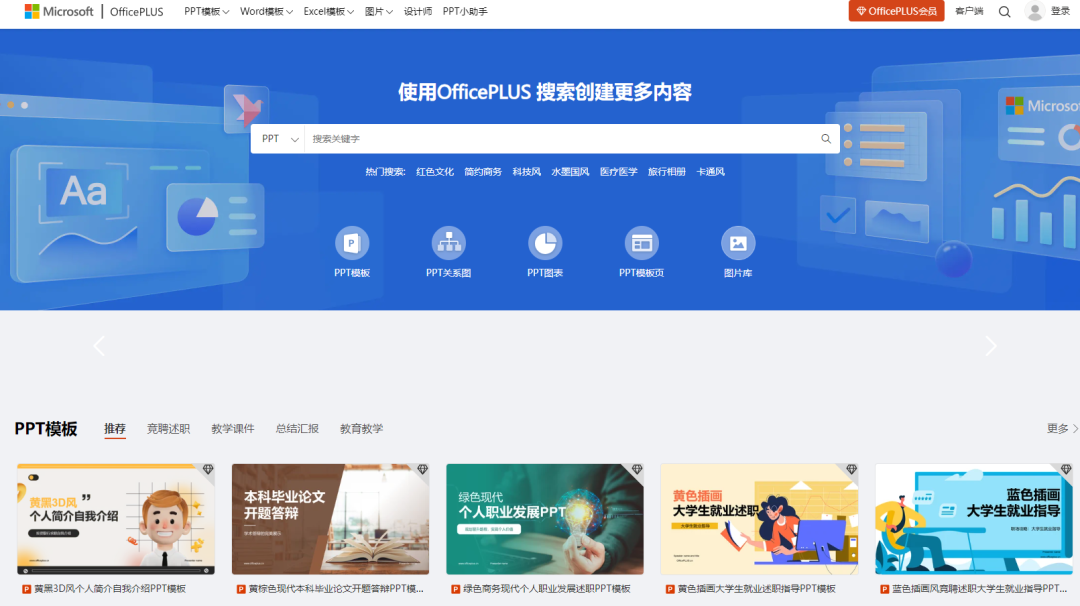 Microsoft OfficePLUS PPT模板 Word模板 Excel模板 图片 设计师 PPT小助手 OfficePLUS会员 客户端 登录
使用OfficePLUS 搜索创建更多内容
Microsoft
Aa
PPT 搜索关键字
热门搜索: 红色文化 简约商务 科技风 水墨国风 医疗医学 旅行相册 卡通风
PPT模板 PPT关系图 PPT图表 PPT模板页 图片库
PPT模板 推荐 竞聘述职 教学课件 总结汇报 教育教学 更多
黄黑3D风
个人简介自我介绍
本科毕业论文
开题答辩
绿色现代
个人职业发展PPT
黄色插画
大学生就业述职
蓝色插画
大学生就业指导
黄黑3D风个人简介自我介绍PPT模板
黄棕色现代本科毕业论文开题答辩PPT模...
绿色商务现代个人职业发展述职PPT模板
黄色插画大学生就业述职指导PPT模板
蓝色插画风竞聘述职大学生就业指导PPT...